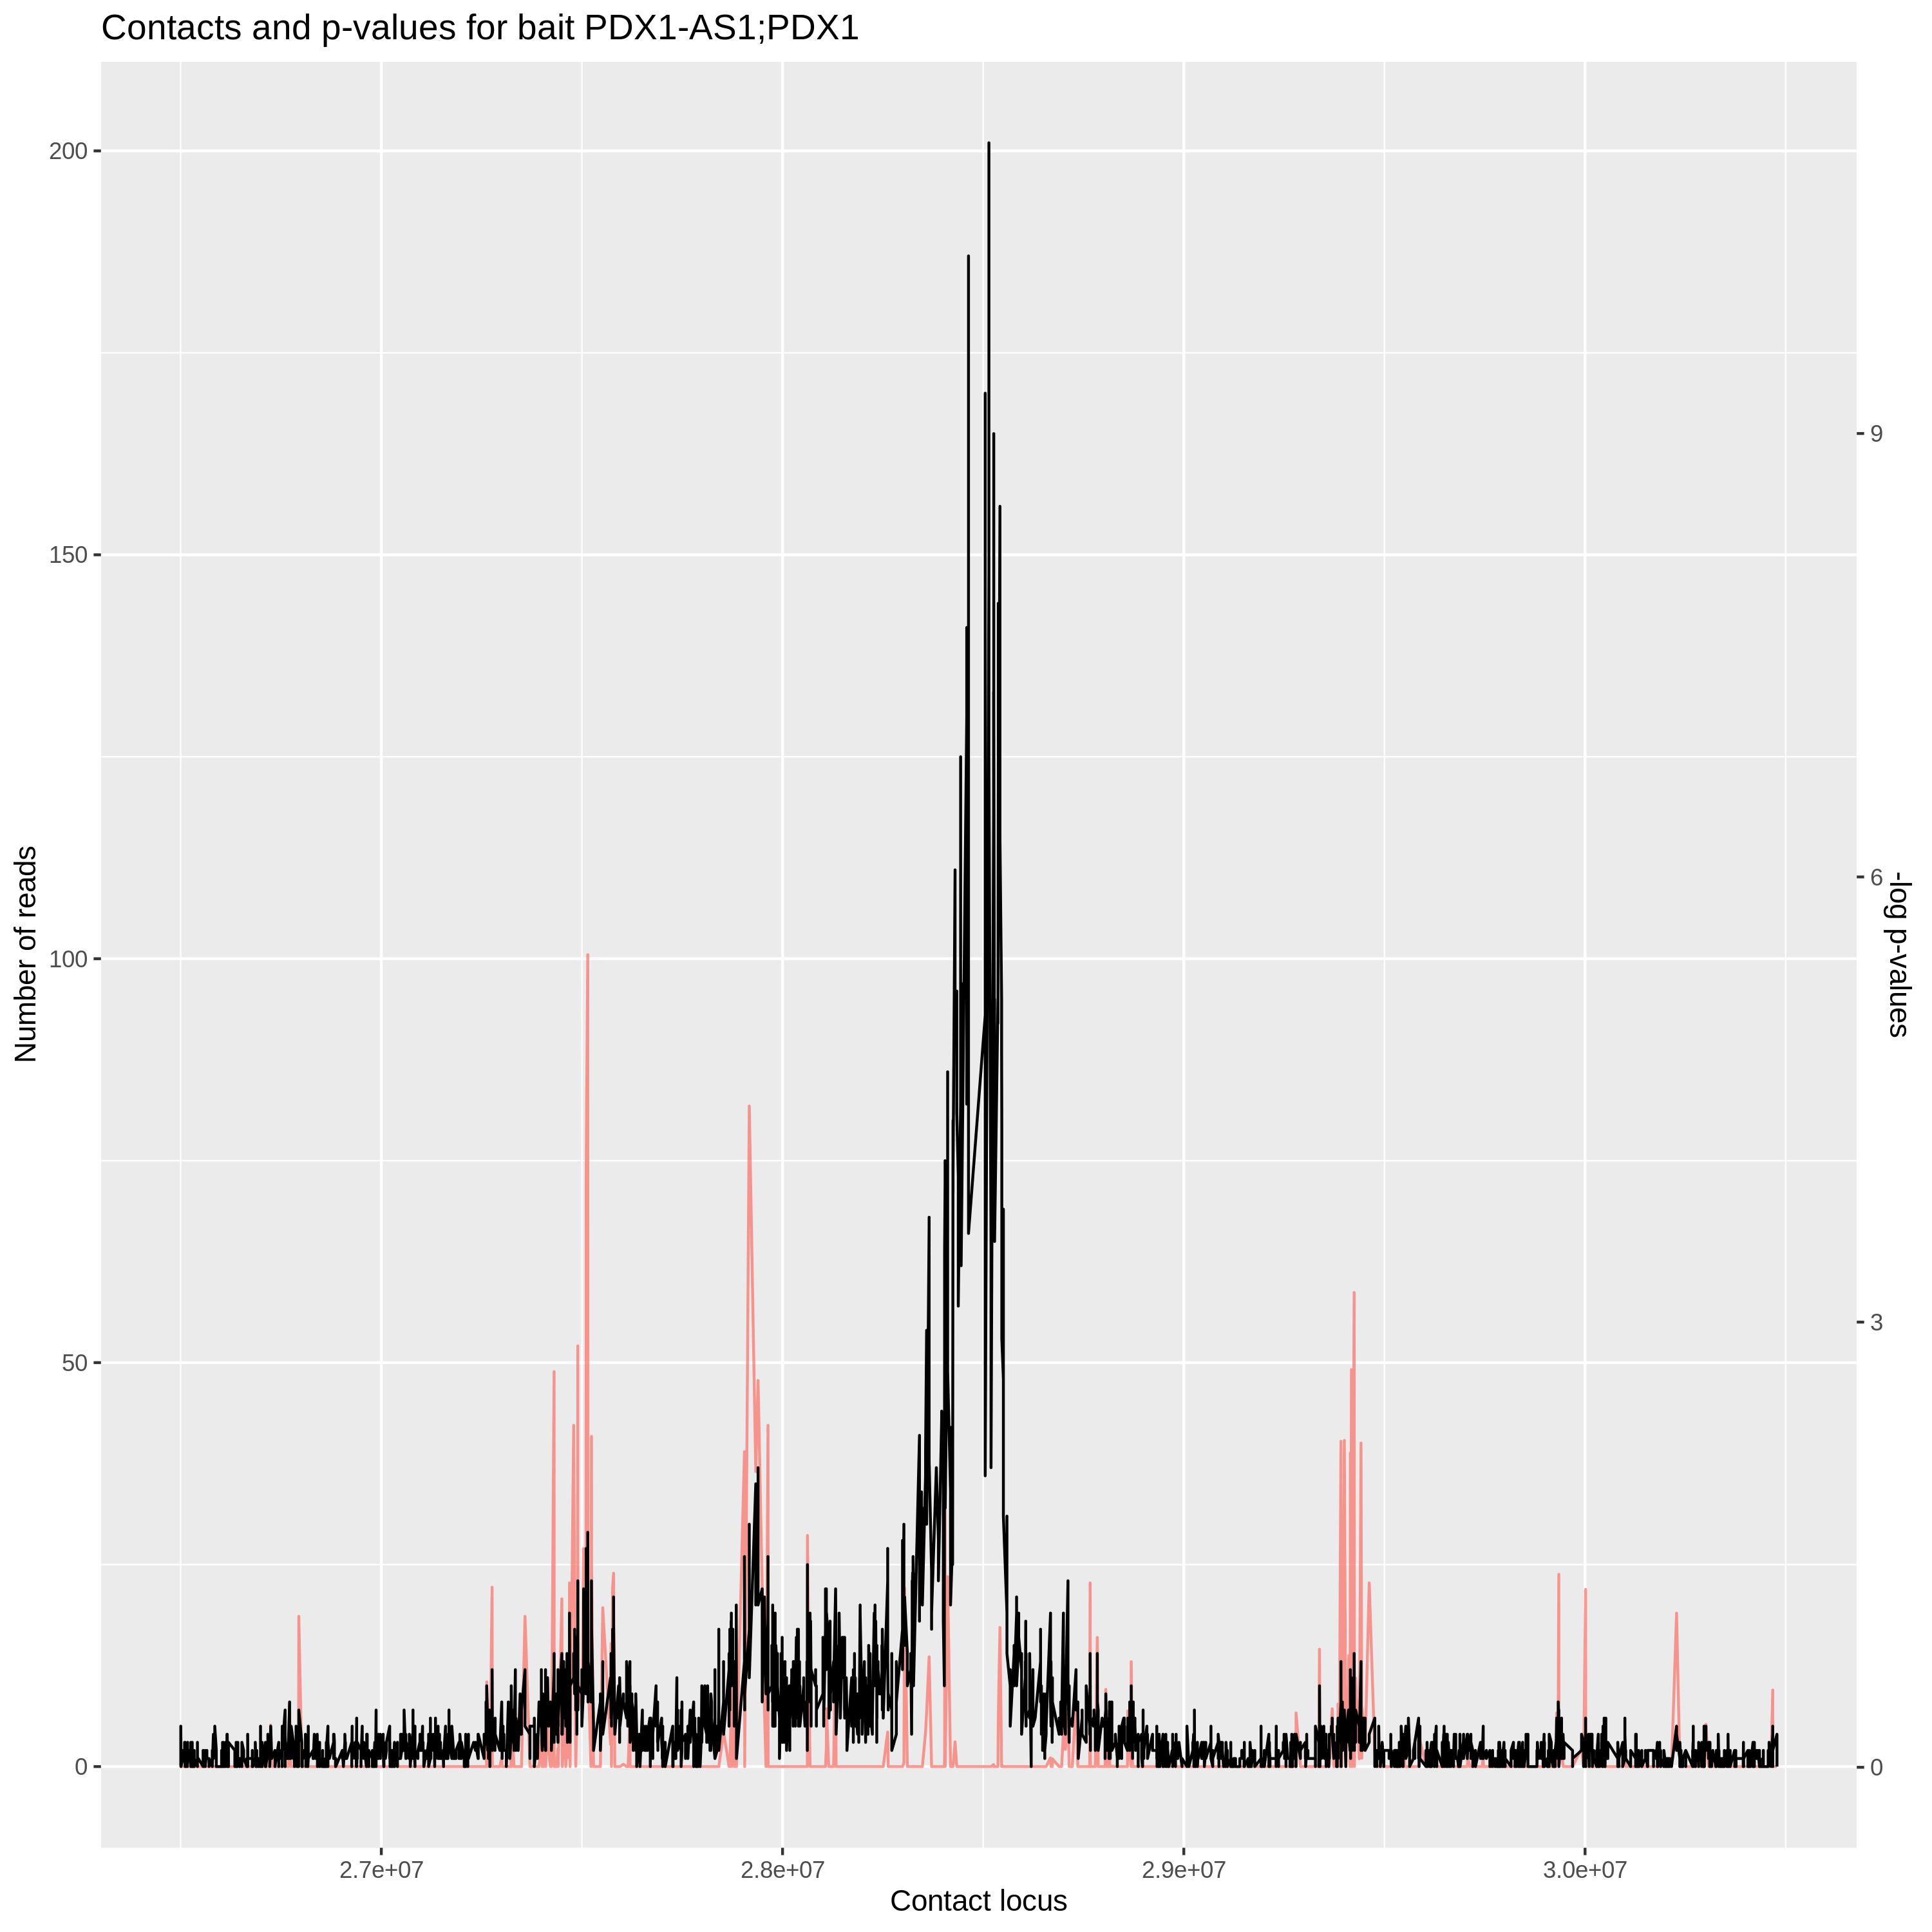 Contacts and p-values for bait PDX1-AS1;PDX1
200
150
100
50
0
Number of reads
9
6
3
0
-log p-values
2.7e+07
2.8e+07
2.9e+07
3.0e+07
Contact locus